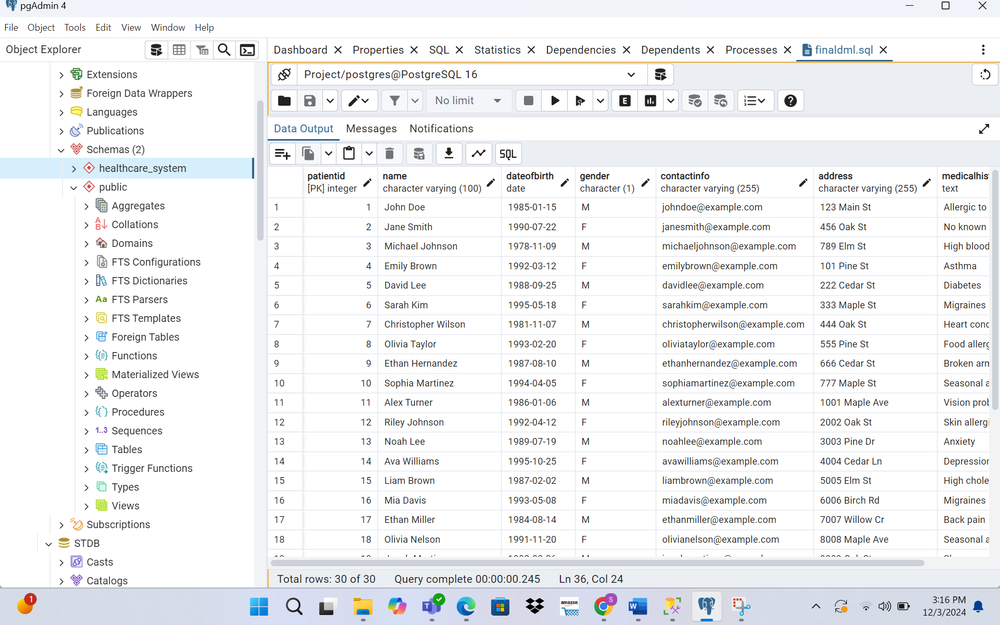 pgAdmin 4
File Object Tools Edit View Window Help
Object Explorer
Dashboard Properties SQL Statistics Dependencies Dependents Processes finaldml.sql
Extensions
Foreign Data Wrappers
Languages
Publications
Schemas (2)
healthcare_system
public
Aggregates
Collations
Domains
FTS Configurations
FTS Dictionaries
Aa FTS Parsers
FTS Templates
Foreign Tables
Functions
Materialized Views
Operators
Procedures
1..3 Sequences
Tables
Trigger Functions
Types
Views
Subscriptions
STDB
Casts
Catalogs
Project/postgres@PostgreSQL 16
No limit
E
Data Output Messages Notifications
SQL
patientid name dateofbirth gender contactinfo address medicalhis
[PK] integer character varying (100) date character (1) character varying (255) character varying (255) text
1 1 John Doe 1985-01-15 M johndoe@example.com 123 Main St Allergic to
2 2 Jane Smith 1990-07-22 F janesmith@example.com 456 Oak St No known
3 3 Michael Johnson 1978-11-09 M michaeljohnson@example.com 789 Elm St High blood
4 4 Emily Brown 1992-03-12 F emilybrown@example.com 101 Pine St Asthma
5 5 David Lee 1988-09-25 M davidlee@example.com 222 Cedar St Diabetes
6 6 Sarah Kim 1995-05-18 F sarahkim@example.com 333 Maple St Migraines
7 7 Christopher Wilson 1981-11-07 M christopherwilson@example.com 444 Oak St Heart cond
8 8 Olivia Taylor 1993-02-20 F oliviataylor@example.com 555 Pine St Food allerg
9 9 Ethan Hernandez 1987-08-10 M ethanhernandez@example.com 666 Cedar St Broken arm
10 10 Sophia Martinez 1994-04-05 F sophiamartinez@example.com 777 Maple St Seasonal a
11 11 Alex Turner 1986-01-06 M alexturner@example.com 1001 Maple Ave Vision prob
12 12 Riley Johnson 1992-04-12 F rileyjohnson@example.com 2002 Oak St Skin allergi
13 13 Noah Lee 1989-07-19 M noahlee@example.com 3003 Pine Dr Anxiety
14 14 Ava Williams 1995-10-25 F avawilliams@example.com 4004 Cedar Ln Depression
15 15 Liam Brown 1987-02-02 M liambrown@example.com 5005 Elm St High chole
16 16 Mia Davis 1993-05-08 F miadavis@example.com 6006 Birch Rd Migraines
17 17 Ethan Miller 1984-08-14 M ethanmiller@example.com 7007 Willow Cr Back pain
18 18 Olivia Nelson 1991-11-20 F olivianelson@example.com 8008 Maple Ave Seasonal a
Total rows: 30 of 30 Query complete 00:00:00.245 Ln 36, Col 24
1
amazon
S
3:16 PM
12/3/2024